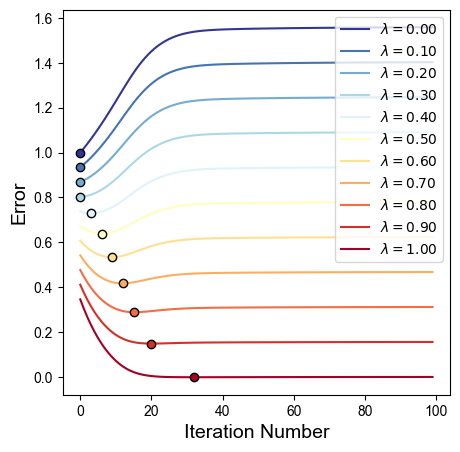 1.6
1.4
1.2
1.0
0.8
0.6
0.4
0.2
0.0
Error
0
20
40
60
80
100
Iteration Number
λ = 0.00
λ = 0.10
λ = 0.20
λ = 0.30
λ = 0.40
λ = 0.50
λ = 0.60
λ = 0.70
λ = 0.80
λ = 0.90
λ = 1.00